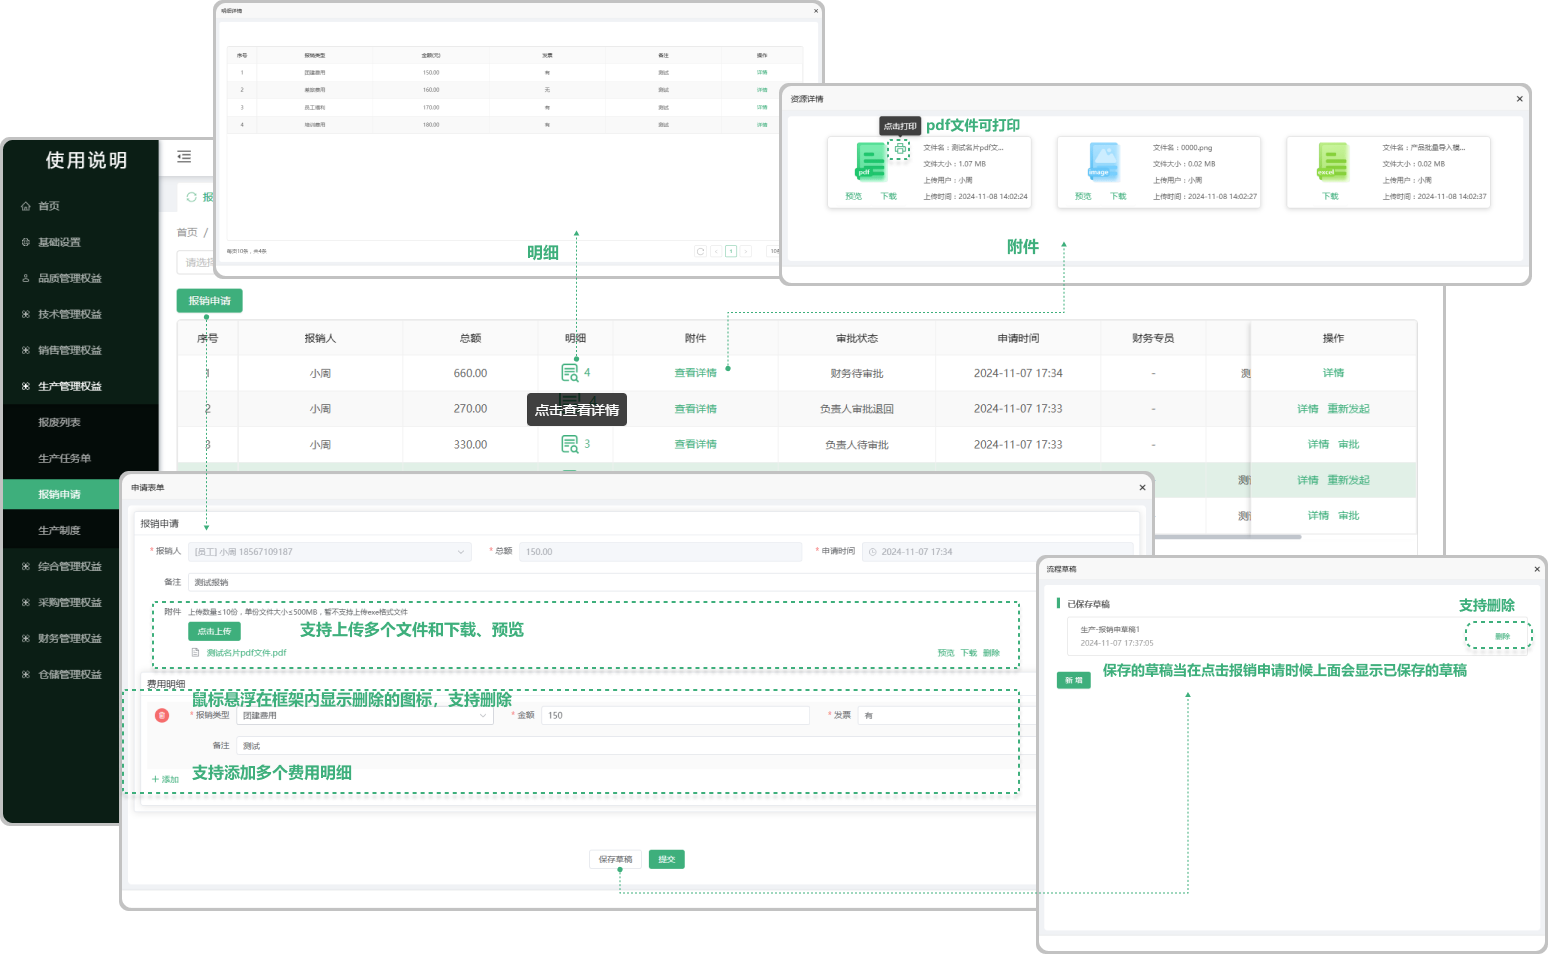 明细详情
×
序号 报销类型 金额(元) 发票 备注 操作
1 团建费用 150.00 有 测试 详情
2 差旅费用 160.00 无 测试 详情
3 员工福利 170.00 有 测试 详情
4 培训费用 180.00 有 测试 详情
每页10条，共4条
1
明细
资源详情
×
点击打印
pdf文件可打印
pdf
文件名：测试名片pdf文...
文件大小：1.07 MB
上传用户：小周
上传时间：2024-11-08 14:02:24
预览 下载
image
文件名：0000.png
文件大小：0.02 MB
上传用户：小周
上传时间：2024-11-08 14:02:27
预览 下载
excel
文件名：产品批量导入模...
文件大小：0.02 MB
上传用户：小周
上传时间：2024-11-08 14:02:37
下载
附件
使用说明
首页
基础设置
品质管理权益
技术管理权益
销售管理权益
生产管理权益
报废列表
生产任务单
报销申请
生产制度
综合管理权益
采购管理权益
财务管理权益
仓储管理权益
报
首页 /
请选择
报销申请
序号 报销人 总额 明细 附件 审批状态 申请时间 财务专员 操作
1 小周 660.00 4 查看详情 财务待审批 2024-11-07 17:34 - 测 详情
2 小周 270.00 4 查看详情 负责人审批退回 2024-11-07 17:33 - 详情 重新发起
点击查看详情
3 小周 330.00 3 查看详情 负责人待审批 2024-11-07 17:33 - 详情 审批
测 详情 重新发起
测 详情 审批
申请表单
×
报销申请
* 报销人 [员工] 小周 18567109187
* 总额 150.00
* 申请时间 2024-11-07 17:34
备注 测试报销
附件 上传数量≤10份，单份文件大小≤500MB，暂不支持上传exe格式文件
点击上传
支持上传多个文件和下载、预览
测试名片pdf文件.pdf
预览 下载 删除
费用明细
鼠标悬浮在框架内显示删除的图标，支持删除
* 报销类型 团建费用
* 金额 150
* 发票 有
备注 测试
+ 添加
支持添加多个费用明细
保存草稿 提交
流程草稿
×
已保存草稿
支持删除
生产-报销申草稿1
2024-11-07 17:37:05
删除
新 增
保存的草稿当在点击报销申请时候上面会显示已保存的草稿